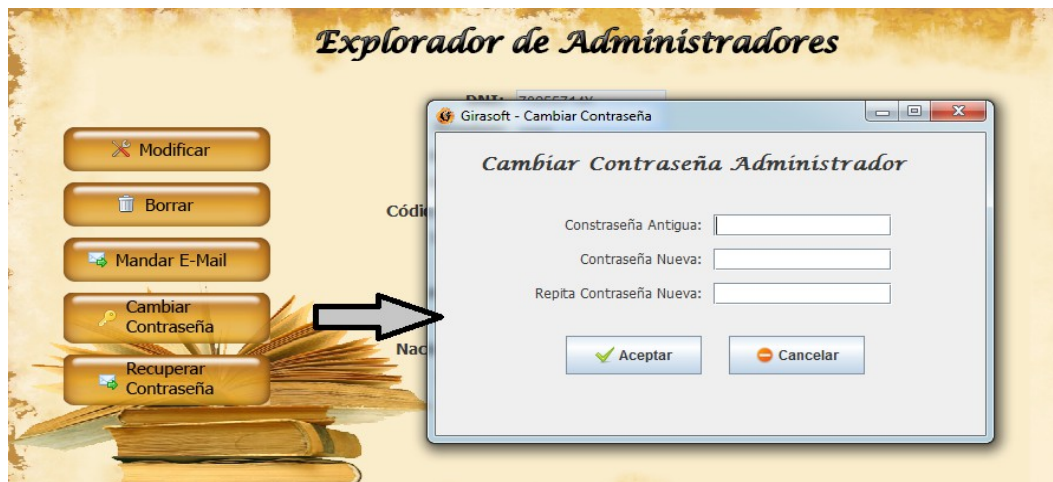 Explorador de Administradores
DNI:
Girasoft - Cambiar Contraseña
Modificar
Cambiar Contraseña Administrador
Borrar
Constraseña Antigua:
Mandar E-Mail
Contraseña Nueva:
Cambiar
Contraseña
Repita Contraseña Nueva:
Recuperar
Contraseña
Aceptar
Cancelar